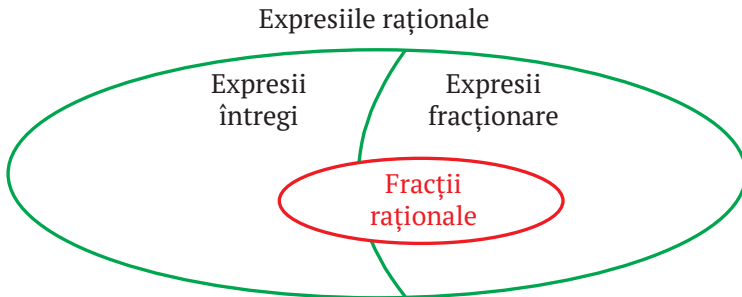 Expresiile raționale
Expresii
întregi
Expresii
fracționare
Fracții
raționale